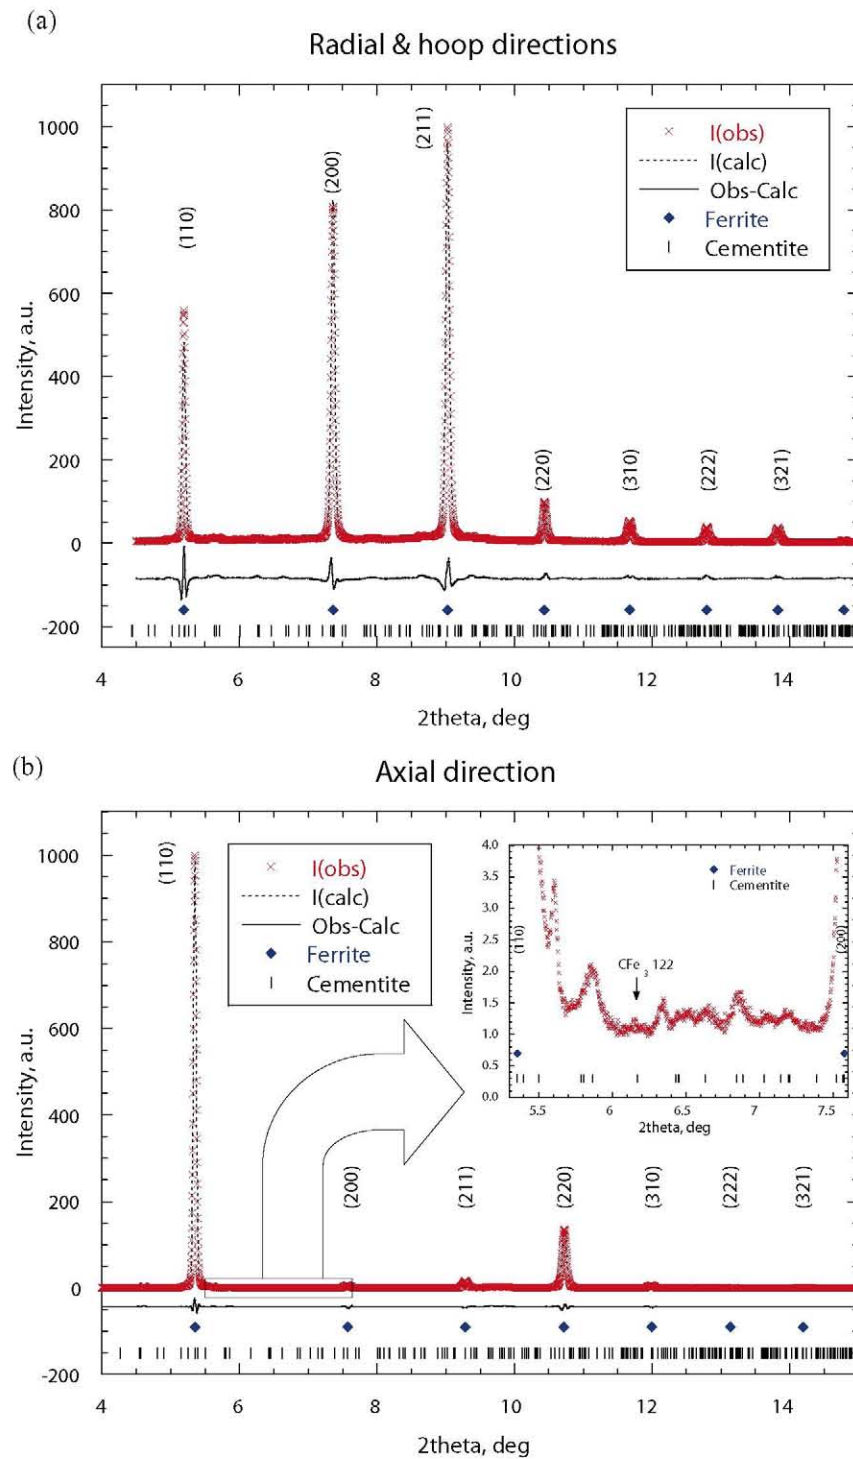 (a)
Radial & hoop directions
I(obs)
I(calc)
Obs-Calc
Ferrite
Cementite
(110)
(200)
(211)
(220)
(310)
(222)
(321)
1000
800
600
400
200
0
-200
Intensity, a.u.
4 6 8 10 12 14
2theta, deg
(b)
Axial direction
I(obs)
I(calc)
Obs-Calc
Ferrite
Cementite
(110)
(200)
(211)
(220)
(310)
(222)
(321)
1000
800
600
400
200
0
-200
Intensity, a.u.
4 6 8 10 12 14
2theta, deg
4.0
3.5
3.0
2.5
2.0
1.5
1.0
0.5
0.0
Intensity, a.u.
(110)
(200)
Ferrite
Cementite
CFe3 122
5.5 6 6.5 7 7.5
2theta, deg